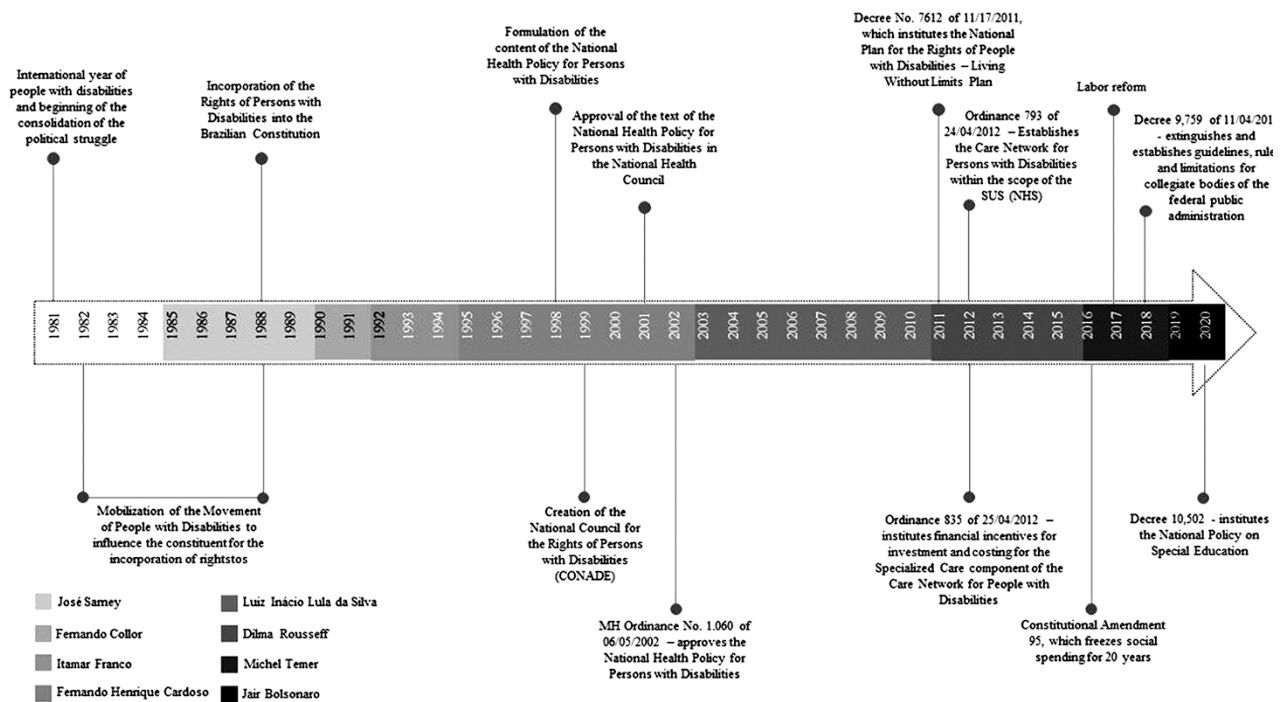 International year of
people with disabilities
and beginning of the
consolidation of the
political struggle
Incorporation of the
Rights of Persons with
Disabilities into the
Brazilian Constitution
Formulation of the
content of the National
Health Policy for Persons
with Disabilities
Approval of the text of the
National Health Policy for
Persons with Disabilities in
the National Health
Council
Decree No. 7612 of 11/17/2011,
which institutes the National
Plan for the Rights of People
with Disabilities – Living
Without Limits Plan
Ordinance 793 of
24/04/2012 – Establishes
the Care Network for
Persons with Disabilities
within the scope of the
SUS (NHS)
Labor reform
Decree 9,759 of 11/04/201
- extinguishes and
establishes guidelines, rule
and limitations for
collegiate bodies of the
federal public
administration
1981 1982 1983 1984 1985 1986 1987 1988 1989 1990 1991 1992 1993 1994 1995 1996 1997 1998 1999 2000 2001 2002 2003 2004 2005 2006 2007 2008 2009 2010 2011 2012 2013 2014 2015 2016 2017 2018 2019 2020
Mobilization of the Movement
of People with Disabilities to
influence the constituent for the
incorporation of rightstos
Creation of the
National Council for
the Rights of Persons
with Disabilities
(CONADE)
MH Ordinance No. 1.060 of
06/05/2002 – approves the
National Health Policy for
Persons with Disabilities
Ordinance 835 of 25/04/2012 –
institutes financial incentives for
investment and costing for the
Specialized Care component of the
Care Network for People with
Disabilities
Constitutional Amendment
95, which freezes social
spending for 20 years
Decree 10,502 - institutes
the National Policy on
Special Education
José Sarney
Fernando Collor
Itamar Franco
Fernando Henrique Cardoso
Luiz Inácio Lula da Silva
Dilma Rousseff
Michel Temer
Jair Bolsonaro